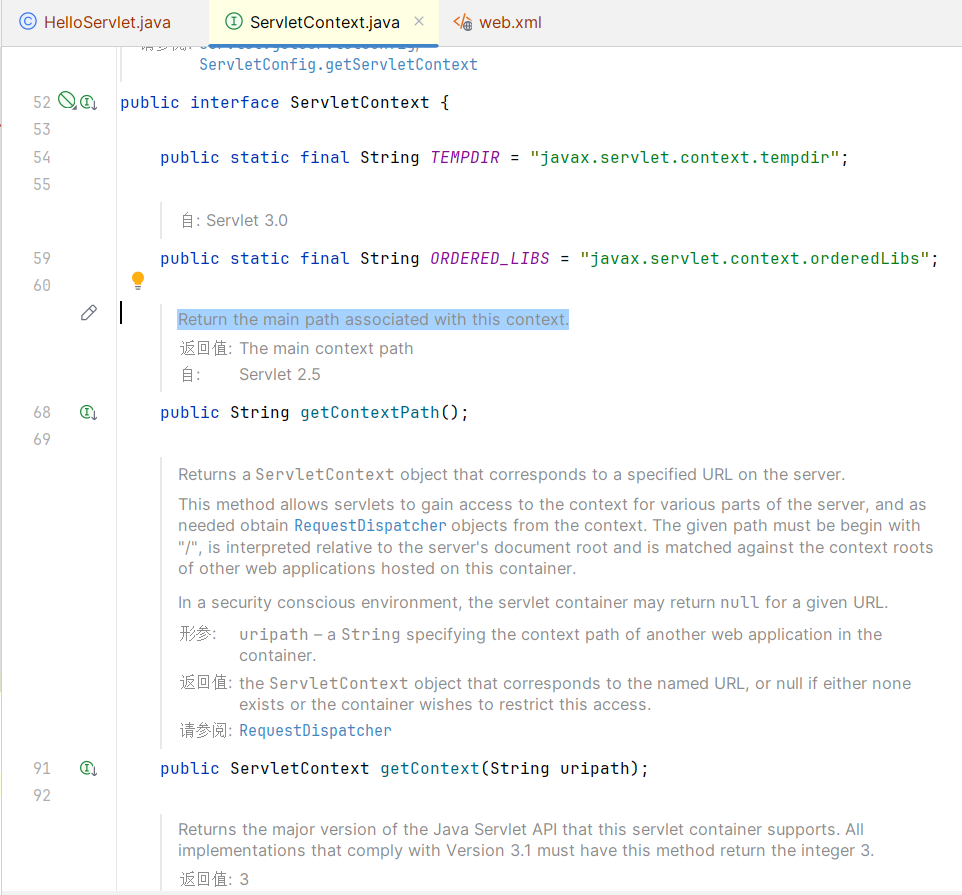 HelloServlet.java
ServletContext.java
web.xml
ServletConfig.getServletContext
52 public interface ServletContext {
53
54 public static final String TEMPDIR = "javax.servlet.context.tempdir";
55
自: Servlet 3.0
59 public static final String ORDERED_LIBS = "javax.servlet.context.orderedLibs";
60
Return the main path associated with this context.
返回值: The main context path
自: Servlet 2.5
68 public String getContextPath();
69
Returns a ServletContext object that corresponds to a specified URL on the server.
This method allows servlets to gain access to the context for various parts of the server, and as
needed obtain RequestDispatcher objects from the context. The given path must be begin with
"/", is interpreted relative to the server's document root and is matched against the context roots
of other web applications hosted on this container.
In a security conscious environment, the servlet container may return null for a given URL.
形参: uripath – a String specifying the context path of another web application in the
container.
返回值: the ServletContext object that corresponds to the named URL, or null if either none
exists or the container wishes to restrict this access.
请参阅: RequestDispatcher
91 public ServletContext getContext(String uripath);
92
Returns the major version of the Java Servlet API that this servlet container supports. All
implementations that comply with Version 3.1 must have this method return the integer 3.
返回值: 3